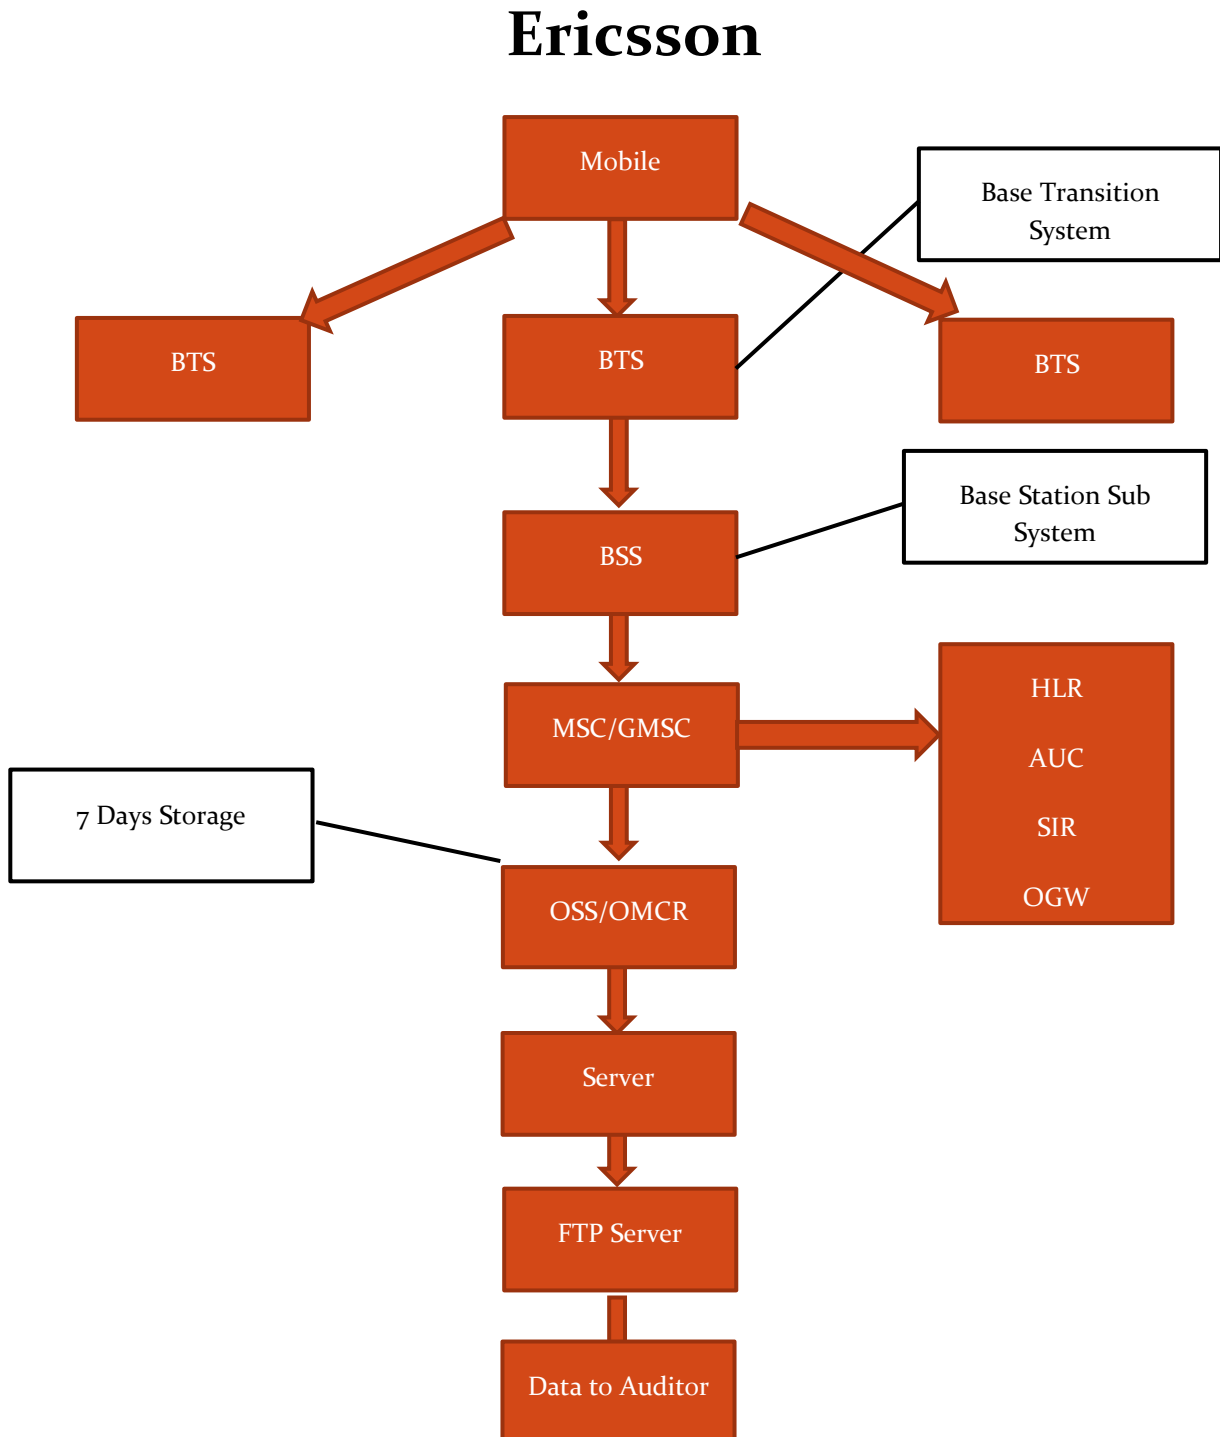 Ericsson
Mobile
Base Transition
System
BTS
BTS
BTS
Base Station Sub
System
BSS
HLR
MSC/GMSC
AUC
7 Days Storage
SIR
OGW
OSS/OMCR
Server
FTP Server
Data to Auditor